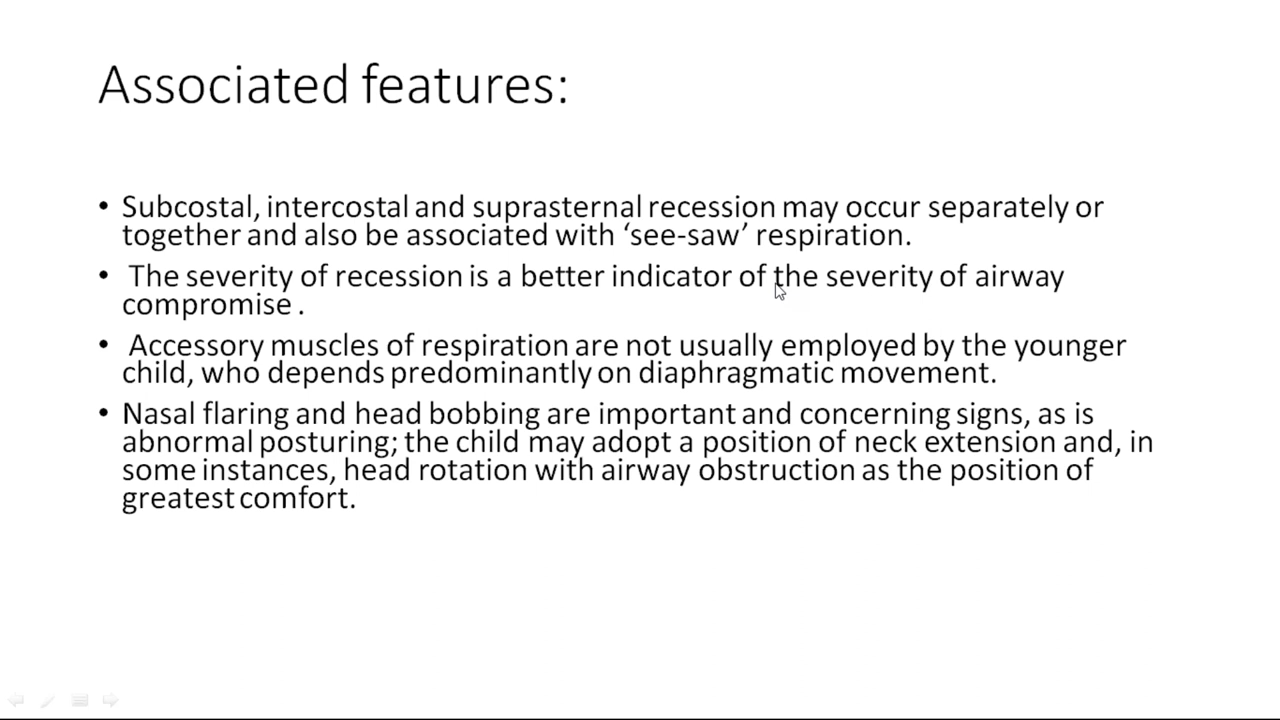 Associated features:
• Subcostal, intercostal and suprasternal recession may occur separately or
together and also be associated with ‘see-saw’ respiration.
• The severity of recession is a better indicator of the severity of airway
compromise .
• Accessory muscles of respiration are not usually employed by the younger
child, who depends predominantly on diaphragmatic movement.
• Nasal flaring and head bobbing are important and concerning signs, as is
abnormal posturing; the child may adopt a position of neck extension and, in
some instances, head rotation with airway obstruction as the position of
greatest comfort.